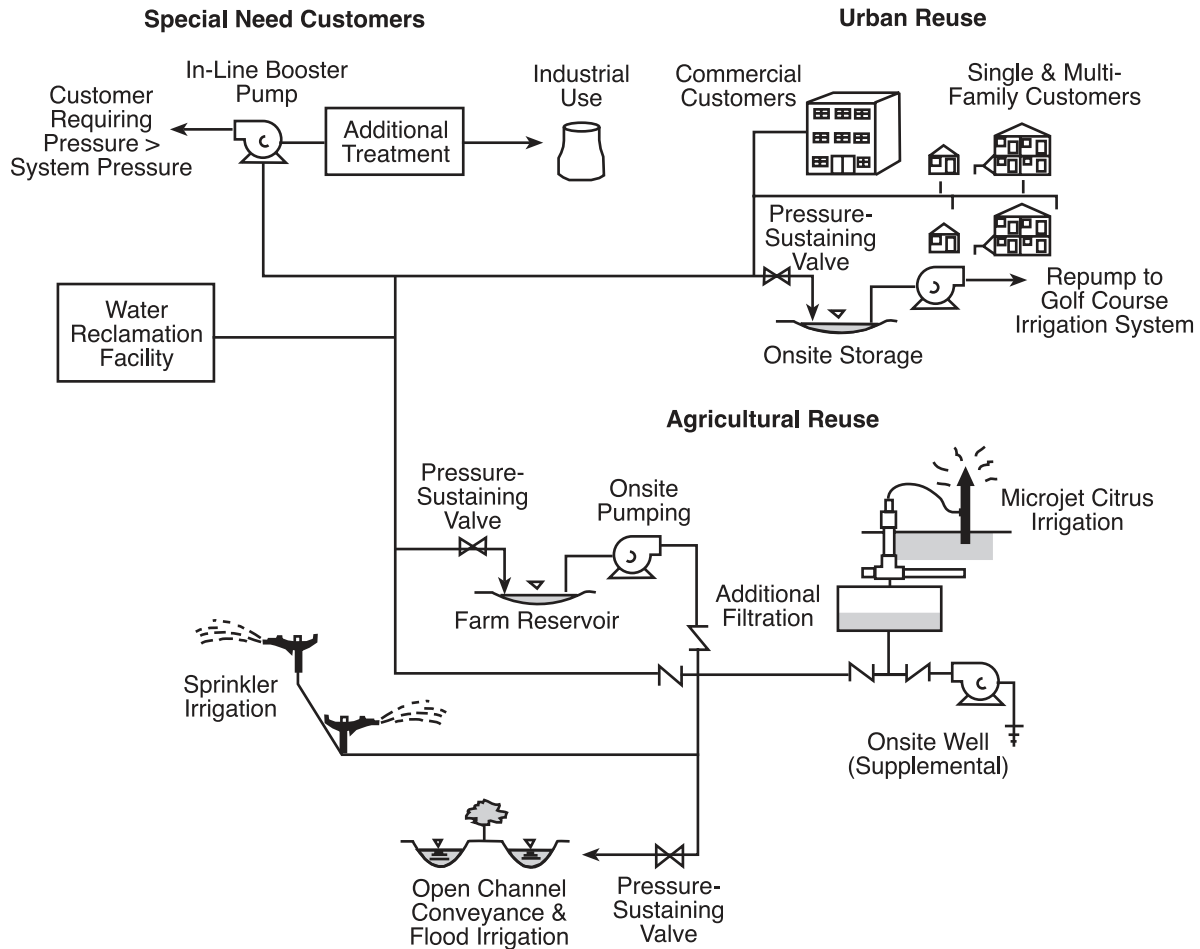 Special Need Customers
Urban Reuse
In-Line Booster
Pump
Customer
Requiring
Pressure >
System Pressure
Additional
Treatment
Industrial
Use
Commercial
Customers
Single & Multi-
Family Customers
Pressure-
Sustaining
Valve
Repump to
Golf Course
Irrigation System
Onsite Storage
Water
Reclamation
Facility
Agricultural Reuse
Pressure-
Sustaining
Valve
Onsite
Pumping
Farm Reservoir
Microjet Citrus
Irrigation
Additional
Filtration
Sprinkler
Irrigation
Onsite Well
(Supplemental)
Open Channel
Conveyance &
Flood Irrigation
Pressure-
Sustaining
Valve